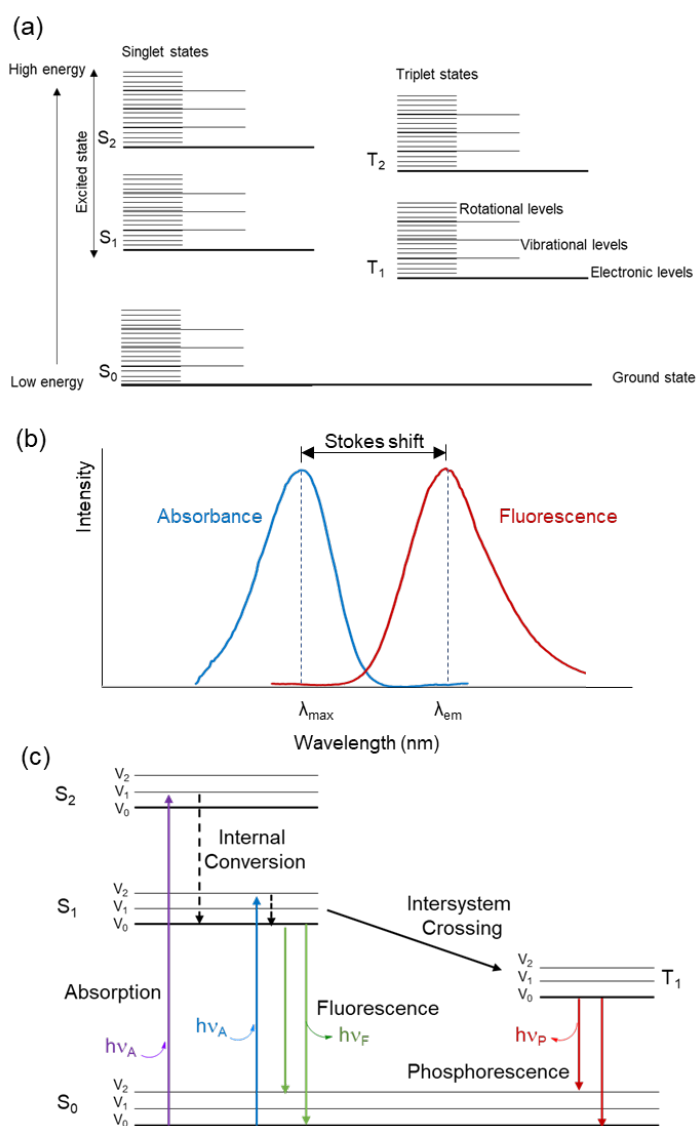 (a)
Singlet states
High energy
Triplet states
Excited state
S2
T2
Rotational levels
S1
Vibrational levels
T1
Electronic levels
S0
Low energy
Ground state
(b)
Stokes shift
Intensity
Absorbance
Fluorescence
λmax
λem
Wavelength (nm)
(c)
S2
V2
V1
V0
Internal
Conversion
S1
V2
V1
V0
Intersystem
Crossing
V2
V1
V0
T1
Absorption
Fluorescence
hνA
hνA
hνF
hνP
Phosphorescence
S0
V2
V1
V0